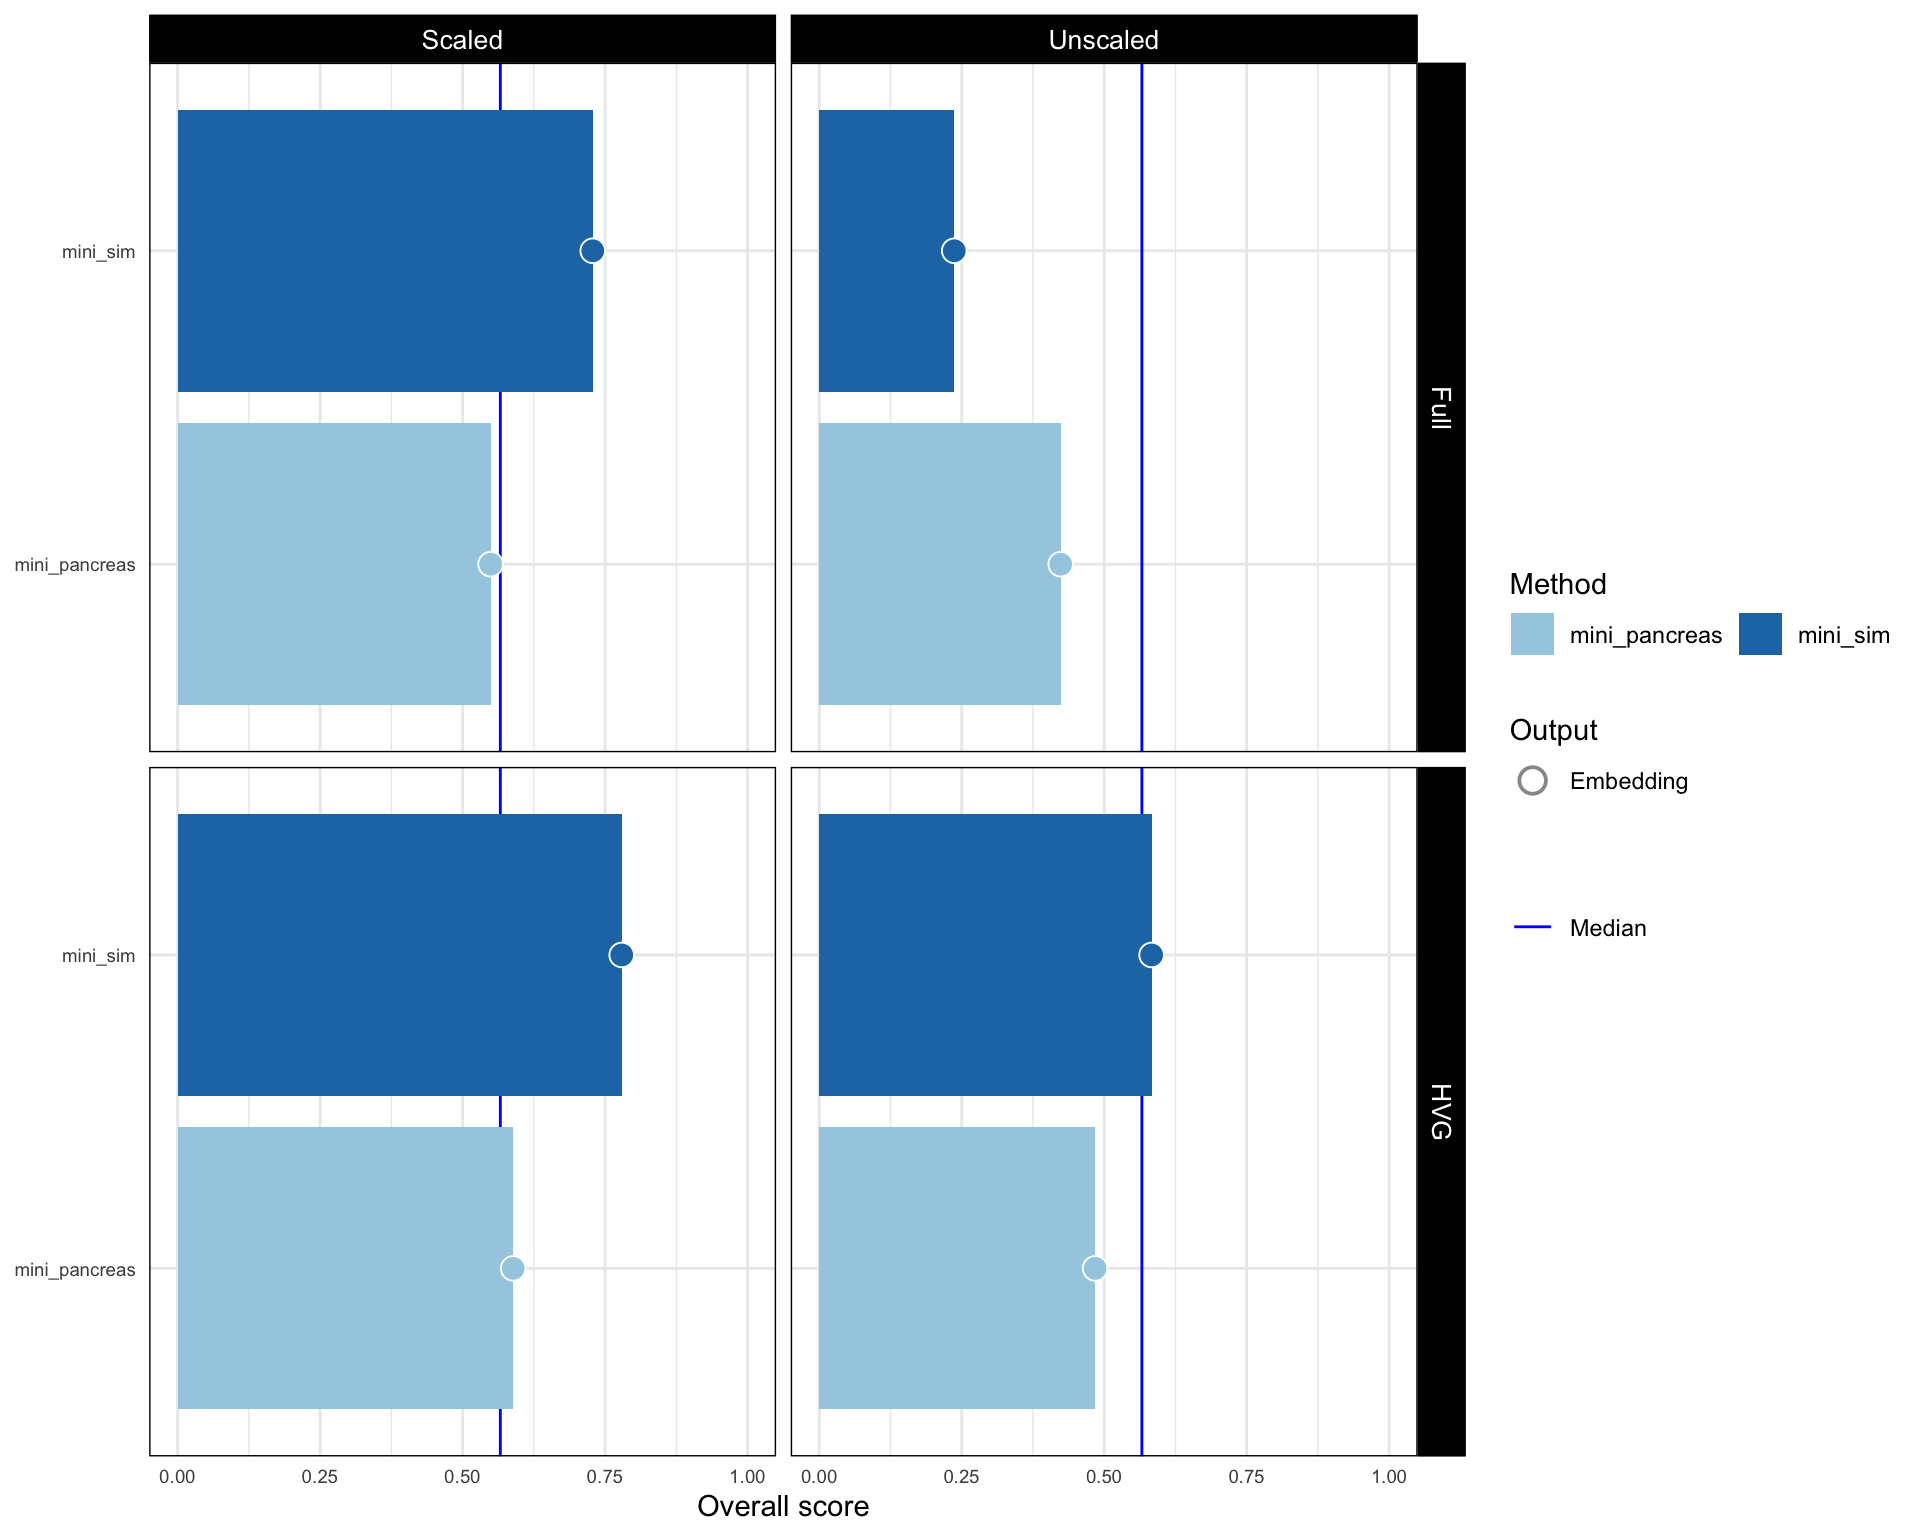 Scaled
Unscaled
mini_sim
mini_pancreas
Full
mini_sim
mini_pancreas
HVG
0.00 0.25 0.50 0.75 1.00 0.00 0.25 0.50 0.75 1.00
Overall score
Method
mini_pancreas mini_sim
Output
Embedding
Median